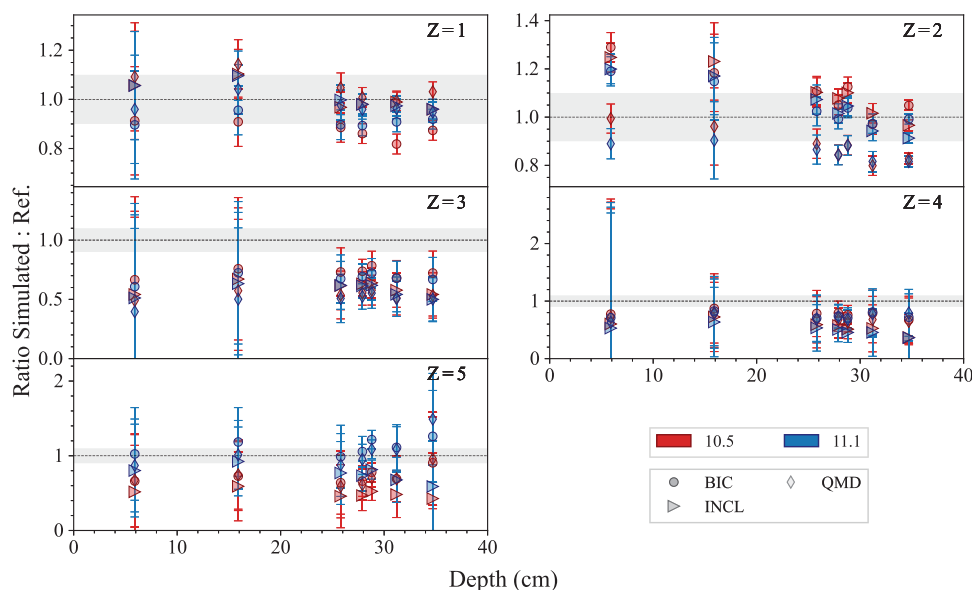 Z=1
1.2
1.0
0.8
Z=2
1.4
1.2
1.0
0.8
Z=3
1.0
0.5
0.0
Z=4
2
1
0
0 10 20 30 40
Z=5
2
1
0
0 10 20 30 40
Ratio Simulated : Ref.
Depth (cm)
10.5 11.1
BIC QMD
INCL